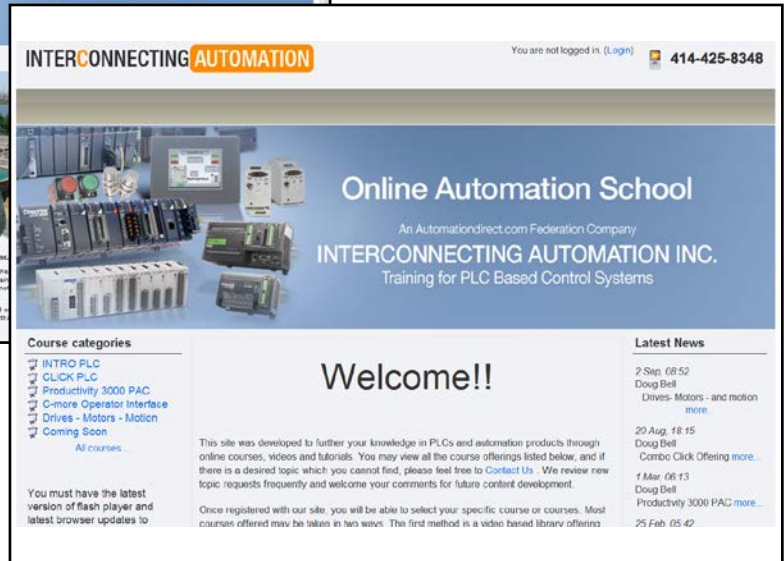 INTERCONNECTING AUTOMATION
You are not logged in. (Login)
414-425-8348
Online Automation School
An Automationdirect.com Federation Company
INTERCONNECTING AUTOMATION INC.
Training for PLC Based Control Systems
Course categories
INTRO PLC
CLICK PLC
Productivity 3000 PAC
C-more Operator Interface
Drives - Motors - Motion
Coming Soon
All courses ...
You must have the latest
version of flash player and
latest browser updates to
Welcome!!
This site was developed to further your knowledge in PLCs and automation products through
online courses, videos and tutorials. You may view all the course offerings listed below, and if
there is a desired topic which you cannot find, please feel free to Contact Us . We review new
topic requests frequently and welcome your comments for future content development.
Once registered with our site, you will be able to select your specific course or courses. Most
courses offered may be taken in two ways. The first method is a video based library offering
Latest News
2 Sep, 08:52
Doug Bell
Drives- Motors - and motion
more...
20 Aug, 18:15
Doug Bell
Combo Click Offering more...
1 Mar, 06:13
Doug Bell
Productivity 3000 PAC more...
25 Feb, 05:42